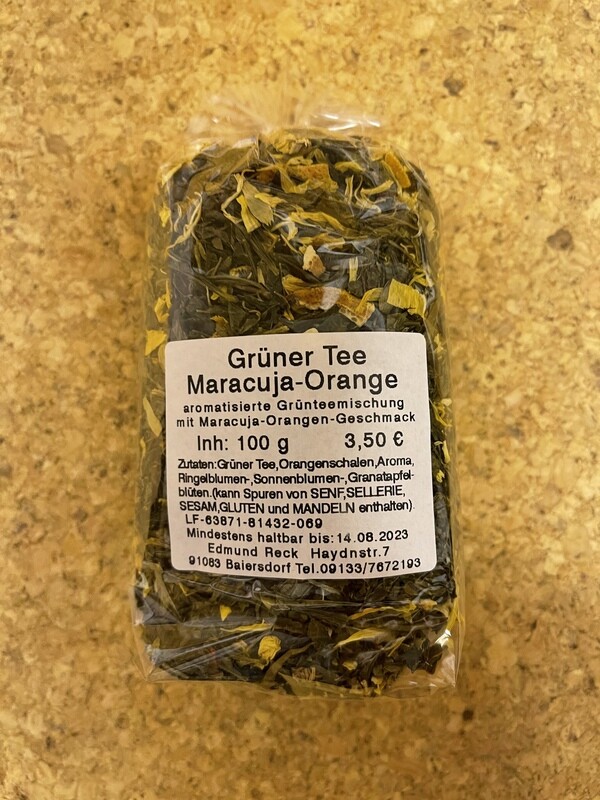 Grüner Tee
Maracuja-Orange
aromatisierte Grünteemischung
mit Maracuja-Orangen-Geschmack
Inh: 100 g 3,50 €
Zutaten:Grüner Tee,Orangenschalen,Aroma,
Ringelblumen-,Sonnenblumen-,Granatapfel-
blüten.(kann Spuren von SENF,SELLERIE,
SESAM,GLUTEN und MANDELN enthalten)
LF-63871-81432-069
Mindestens haltbar bis:14.08.2023
Edmund Reck Haydnstr.7
91083 Baiersdorf Tel.09133/7672193